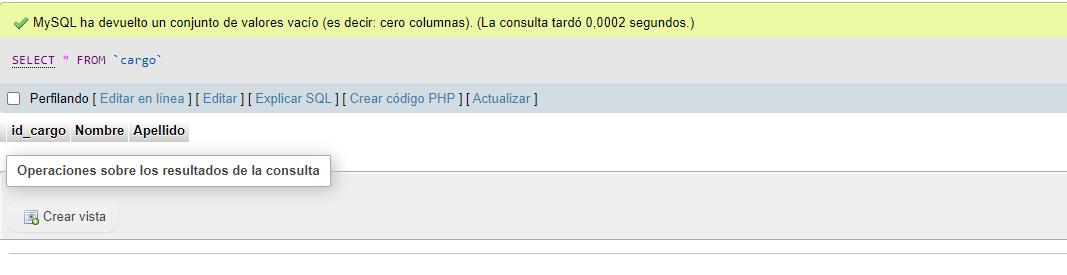 MySQL ha devuelto un conjunto de valores vacío (es decir: cero columnas). (La consulta tardó 0,0002 segundos.)
SELECT * FROM `cargo`
Perfilando [ Editar en línea ] [ Editar ] [ Explicar SQL ] [ Crear código PHP ] [ Actualizar ]
id_cargo Nombre Apellido
Operaciones sobre los resultados de la consulta
Crear vista